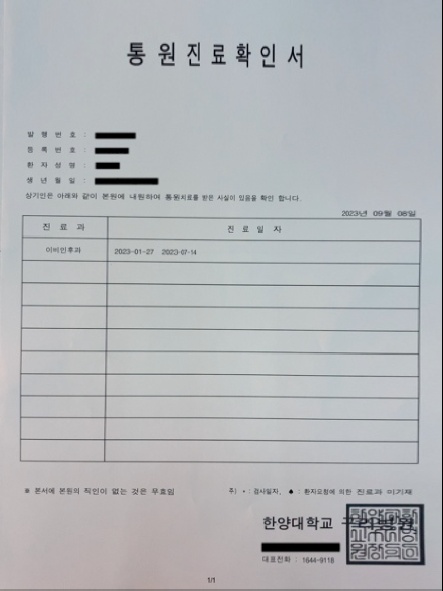 통원진료확인서
발 행 번 호 :
등 록 번 호 :
환 자 성 명 :
생 년 월 일 :
상기인은 아래와 같이 본원에 내원하여 통원치료를 받은 사실이 있음을 확인 합니다.
2023년 09월 08일
진 료 과 진 료 일 자
이비인후과 2023-01-27 2023-07-14
※ 본서에 본원의 직인이 없는 것은 무효임 주) • : 검사일자, ♠ : 환자요청에 의한 진료과 미기재
한양대학교 구리병원
대표전화 : 1644-9118
1/1